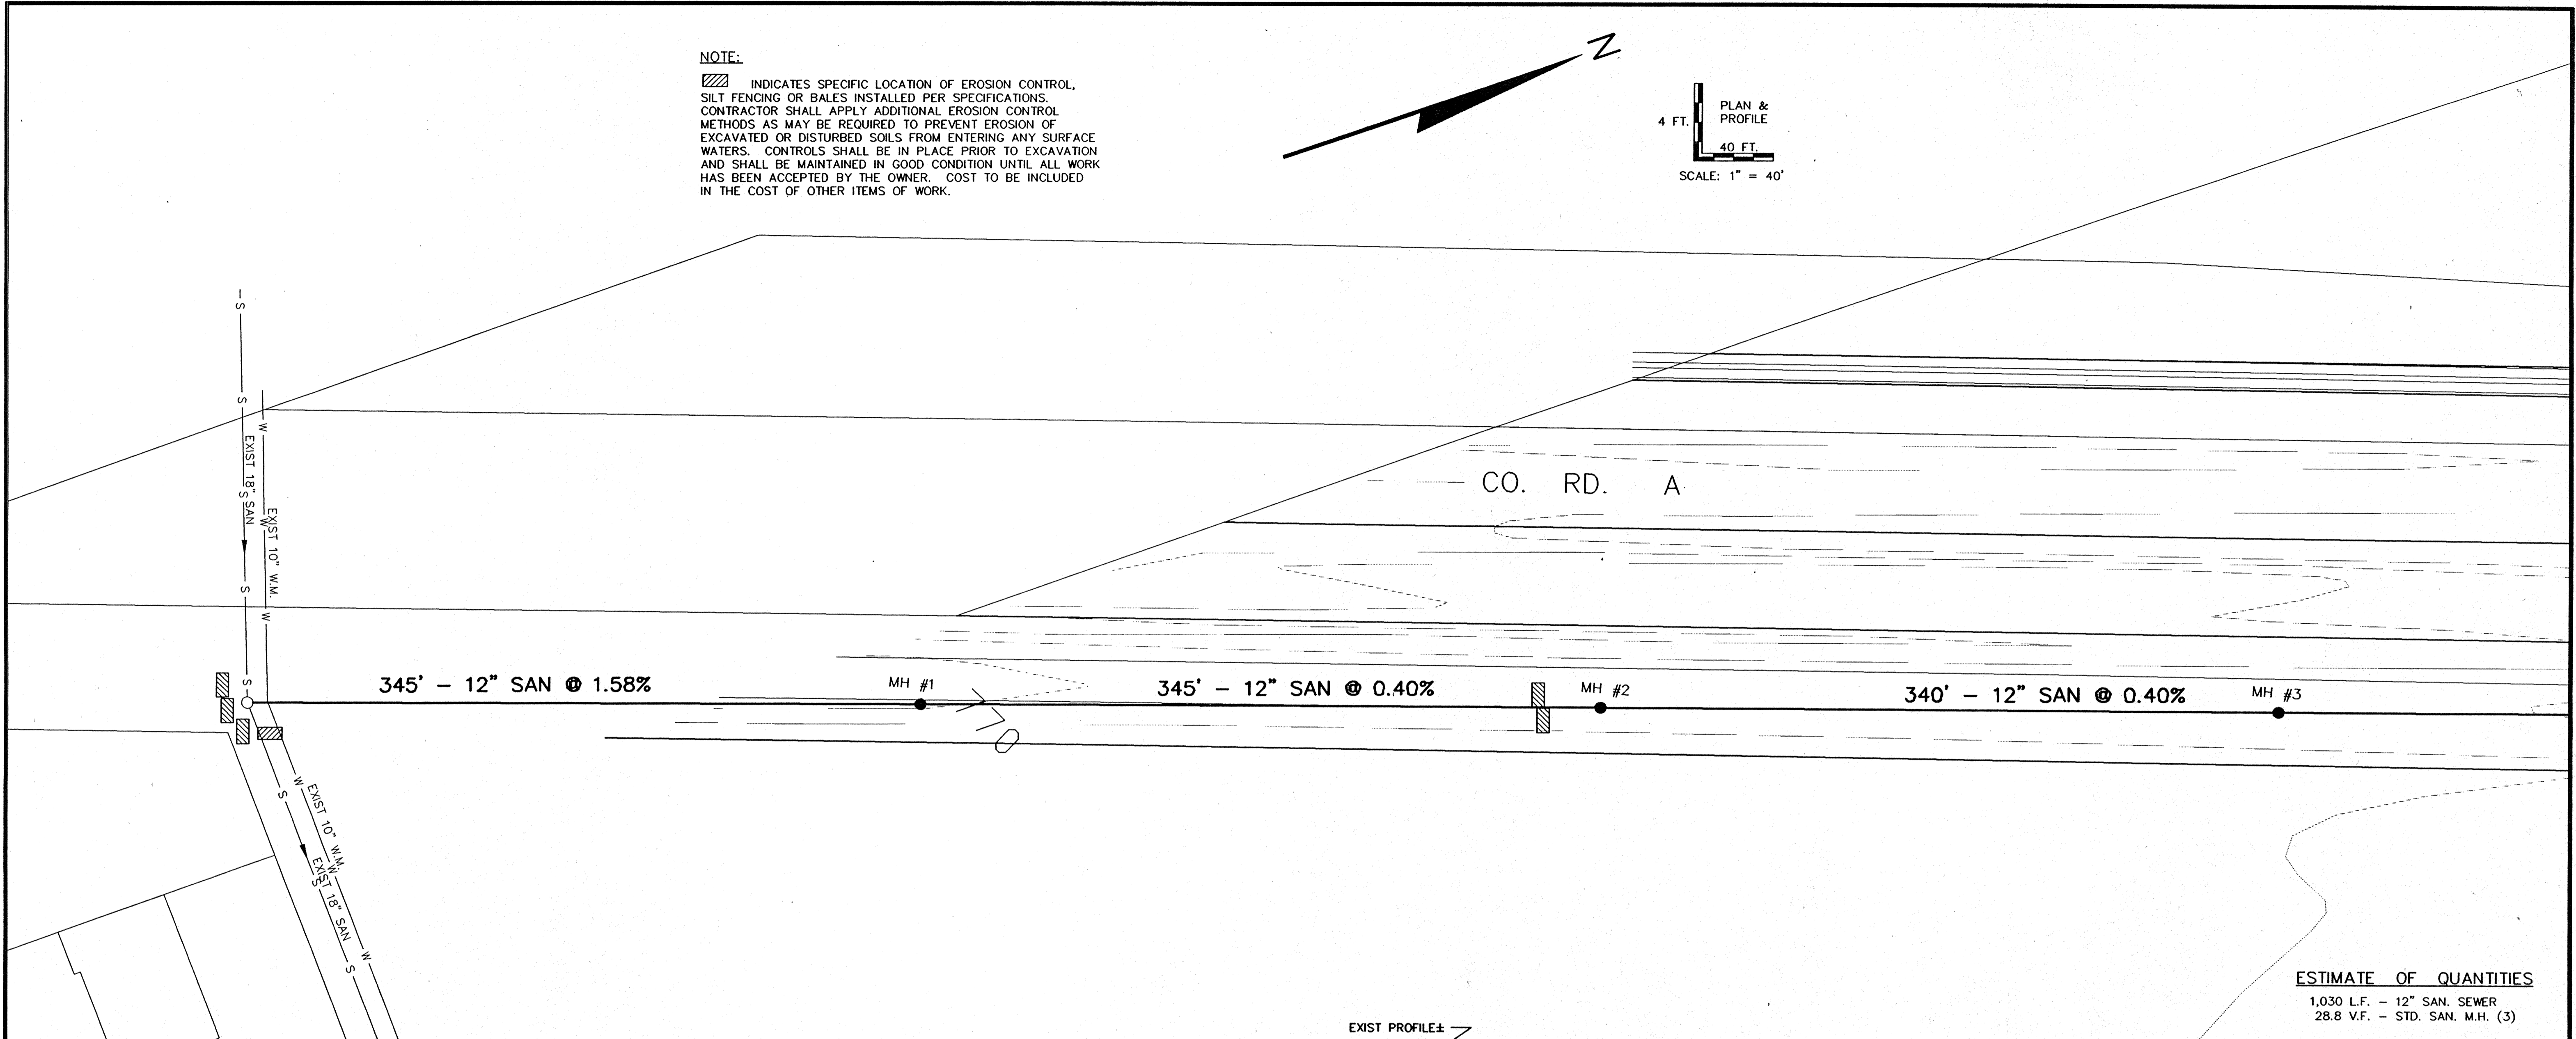 NOTE:
INDICATES SPECIFIC LOCATION OF EROSION CONTROL,
SILT FENCING OR BALES INSTALLED PER SPECIFICATIONS.
CONTRACTOR SHALL APPLY ADDITIONAL EROSION CONTROL
METHODS AS MAY BE REQUIRED TO PREVENT EROSION OF
EXCAVATED OR DISTURBED SOILS FROM ENTERING ANY SURFACE
WATERS. CONTROLS SHALL BE IN PLACE PRIOR TO EXCAVATION
AND SHALL BE MAINTAINED IN GOOD CONDITION UNTIL ALL WORK
HAS BEEN ACCEPTED BY THE OWNER. COST TO BE INCLUDED
IN THE COST OF OTHER ITEMS OF WORK.
N
4 FT.
PLAN &
PROFILE
40 FT.
SCALE: 1" = 40'
S
S
W
EXIST 18" SAN
S
EXIST 10" W.M.
W
S
W
S
CO. RD. A
345' - 12" SAN @ 1.58%
MH #1
345' - 12" SAN @ 0.40%
MH #2
340' - 12" SAN @ 0.40%
MH #3
W
S
EXIST 10" W.M.
W
S
EXIST 18" SAN
W
S
ESTIMATE OF QUANTITIES
1,030 L.F. - 12" SAN. SEWER
28.8 V.F. - STD. SAN. M.H. (3)
EXIST PROFILE±